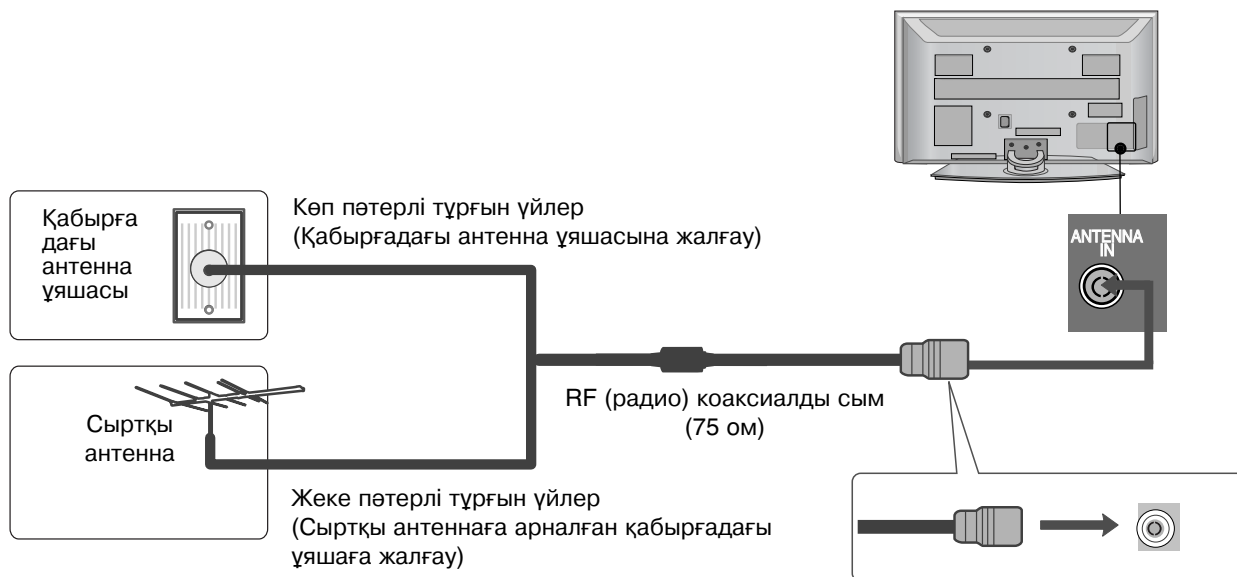 Қабырға
дағы
антенна
ұяшасы
Көп пәтерлі тұрғын үйлер
(Қабырғадағы антенна ұяшасына жалғау)
ANTENNA
IN
RF (радио) коаксиалды сым
(75 ом)
Сыртқы
антенна
Жеке пәтерлі тұрғын үйлер
(Сыртқы антеннаға арналған қабырғадағы
ұяшаға жалғау)